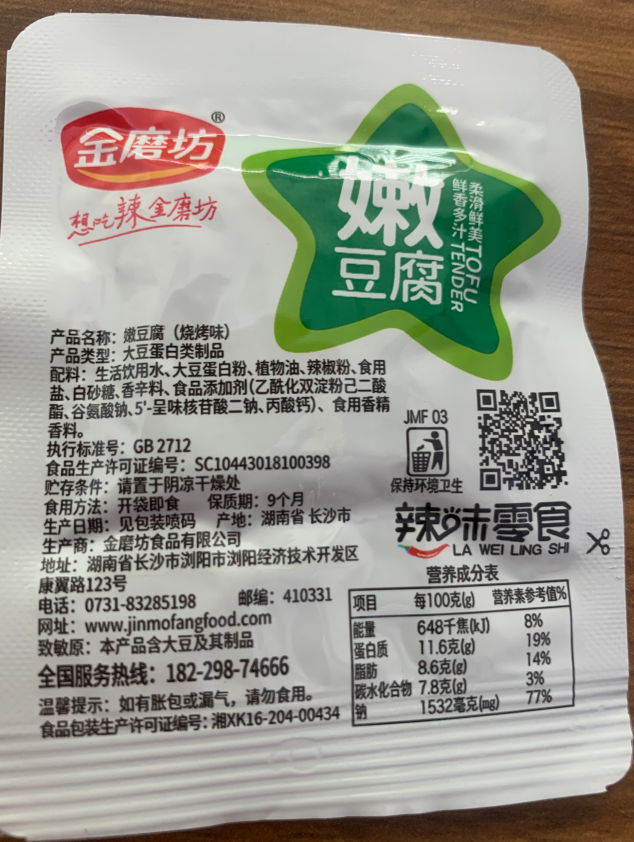 金磨坊®
想吃辣金磨坊
嫩
豆腐
柔滑鲜美
鲜香多汁
TOFU
TENDER
产品名称：嫩豆腐（烧烤味）
产品类型：大豆蛋白类制品
配料：生活饮用水、大豆蛋白粉、植物油、辣椒粉、食用
盐、白砂糖、香辛料、食品添加剂(乙酰化双淀粉己二酸
酯、谷氨酸钠、5'-呈味核苷酸二钠、丙酸钙）、食用香精
香料。
执行标准号：GB 2712
食品生产许可证编号：SC10443018100398
贮存条件：请置于阴凉干燥处
食用方法：开袋即食 保质期：9个月
生产日期：见包装喷码 产地：湖南省 长沙市
生产商：金磨坊食品有限公司
地址：湖南省长沙市浏阳市浏阳经济技术开发区
康翼路123号
电话：0731-83285198 邮编：410331
网址：www.jinmofangfood.com
致敏原：本产品含大豆及其制品
全国服务热线：182-298-74666
温馨提示：如有胀包或漏气，请勿食用。
食品包装生产许可证编号：湘XK16-204-00434
JMF 03
保持环境卫生
辣味零食
LA WEI LING SHI
营养成分表
项目 每100克(g) 营养素参考值%
能量 648千焦(kJ) 8%
蛋白质 11.6克(g) 19%
脂肪 8.6克(g) 14%
碳水化合物 7.8克(g) 3%
钠 1532毫克(mg) 77%